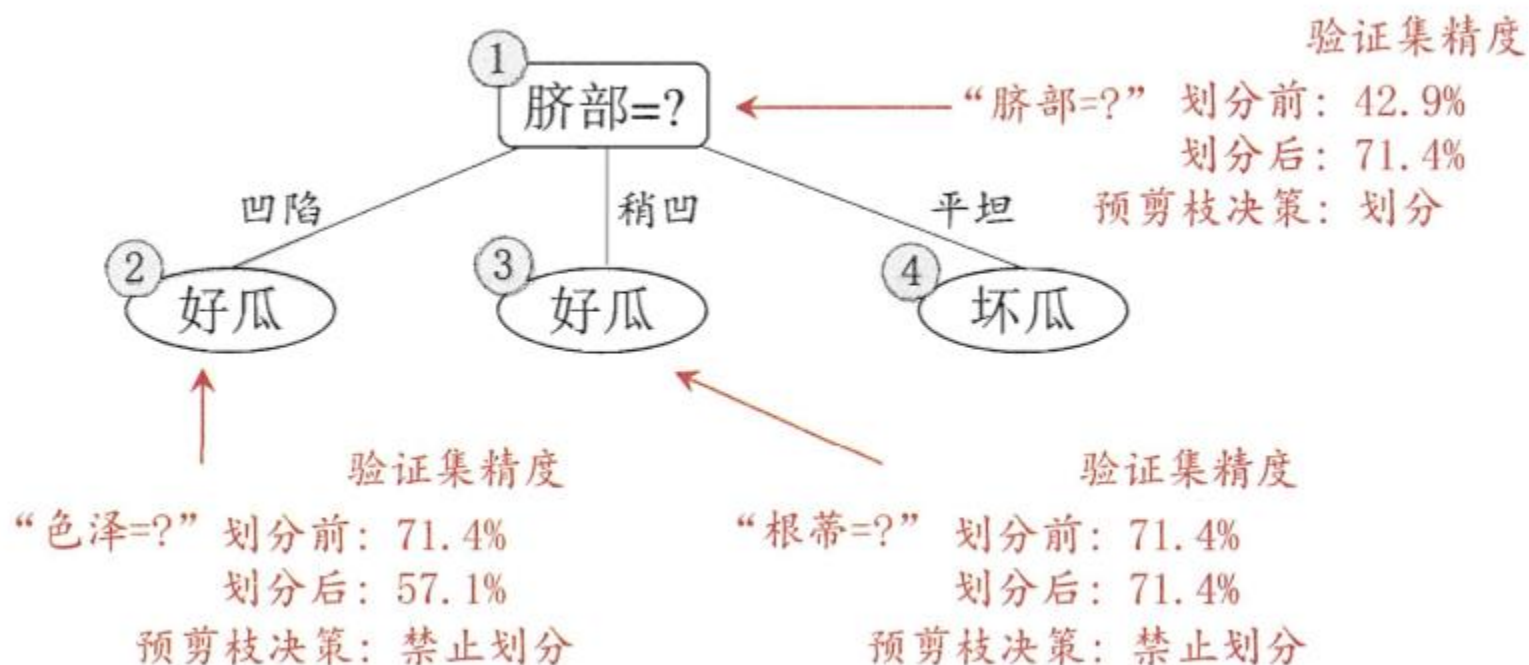 验证集精度
①
脐部=?
“脐部=?” 划分前: 42.9%
划分后: 71.4%
预剪枝决策: 划分
凹陷
稍凹
平坦
②
好瓜
③
好瓜
④
坏瓜
验证集精度
“色泽=?” 划分前: 71.4%
划分后: 57.1%
预剪枝决策: 禁止划分
验证集精度
“根蒂=?” 划分前: 71.4%
划分后: 71.4%
预剪枝决策: 禁止划分